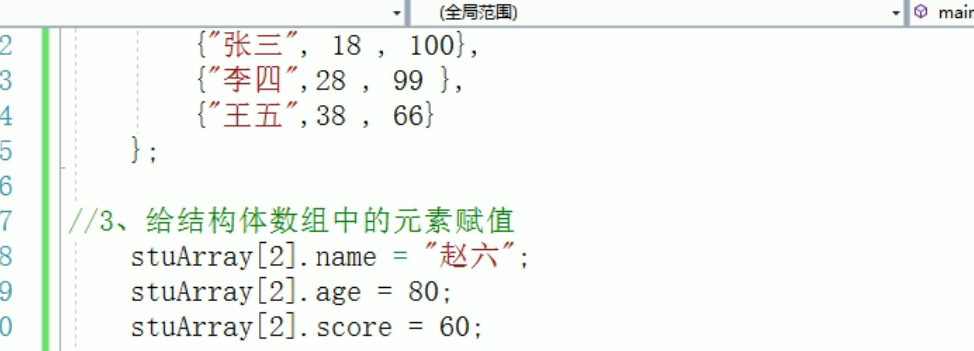 (全局范围) main
2 {"张三", 18 , 100},
3 {"李四",28 , 99 },
4 {"王五",38 , 66}
5 };
6
7 //3、给结构体数组中的元素赋值
8 stuArray[2].name = "赵六";
9 stuArray[2].age = 80;
0 stuArray[2].score = 60;